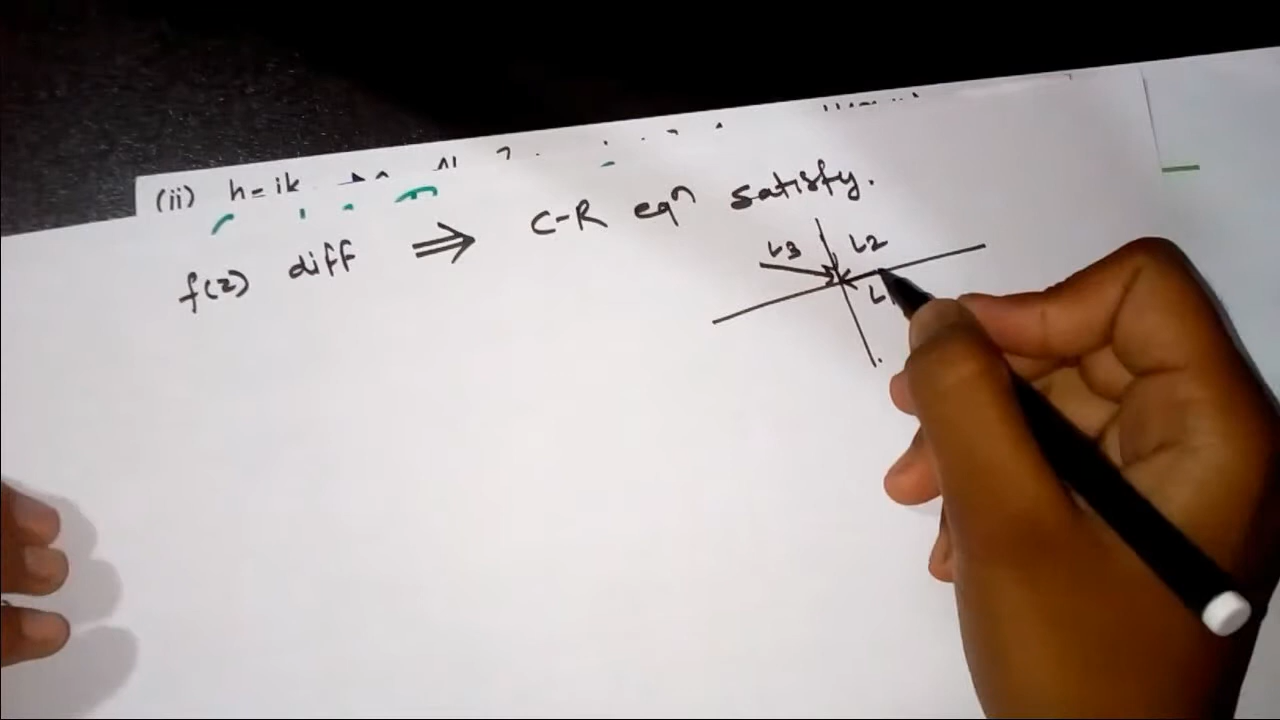 (ii) h=ik
f(z) diff ⇒ C-R eqⁿ satisfy.
L3 L2
L1